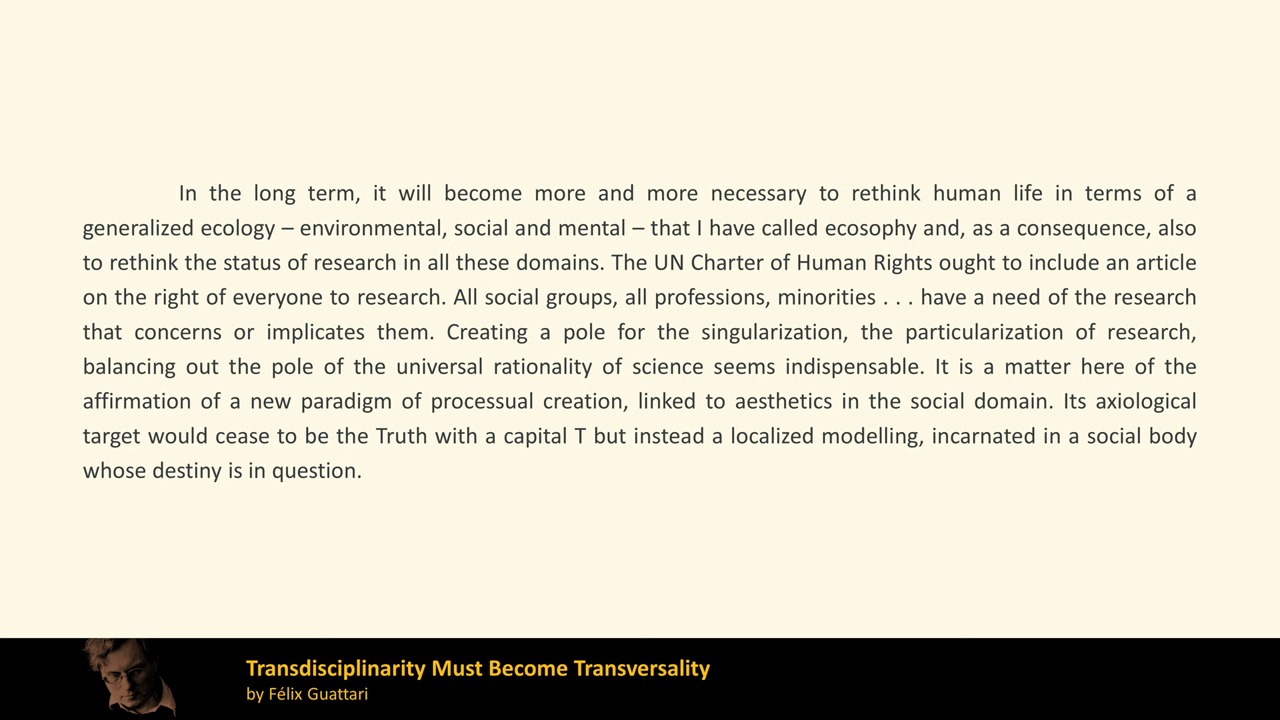 In the long term, it will become more and more necessary to rethink human life in terms of a
generalized ecology – environmental, social and mental – that I have called ecosophy and, as a consequence, also
to rethink the status of research in all these domains. The UN Charter of Human Rights ought to include an article
on the right of everyone to research. All social groups, all professions, minorities . . . have a need of the research
that concerns or implicates them. Creating a pole for the singularization, the particularization of research,
balancing out the pole of the universal rationality of science seems indispensable. It is a matter here of the
affirmation of a new paradigm of processual creation, linked to aesthetics in the social domain. Its axiological
target would cease to be the Truth with a capital T but instead a localized modelling, incarnated in a social body
whose destiny is in question.
Transdisciplinarity Must Become Transversality
by Félix Guattari